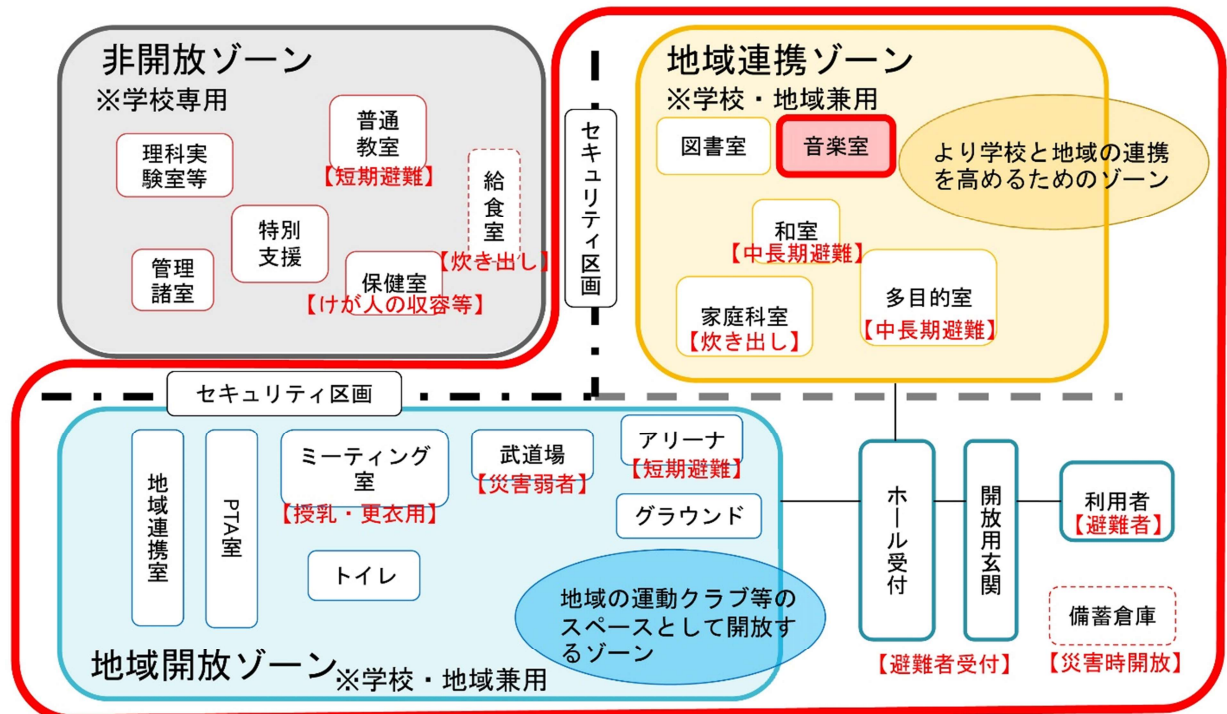 非開放ゾーン
※学校専用
理科実
験室等
普通
教室
【短期避難】
給食室
【炊き出し】
特別
支援
管理
諸室
保健室
【けが人の収容等】
セキュリティ区画
地域連携ゾーン
※学校・地域兼用
図書室
音楽室
より学校と地域の連携
を高めるためのゾーン
和室
【中長期避難】
家庭科室
【炊き出し】
多目的室
【中長期避難】
セキュリティ区画
地域連携室
PTA室
ミーティング
室
【授乳・更衣用】
武道場
【災害弱者】
アリーナ
【短期避難】
グラウンド
トイレ
地域の運動クラブ等の
スペースとして開放す
るゾーン
地域開放ゾーン
※学校・地域兼用
ホール受付
開放用玄関
【避難者受付】
利用者
【避難者】
備蓄倉庫
【災害時開放】